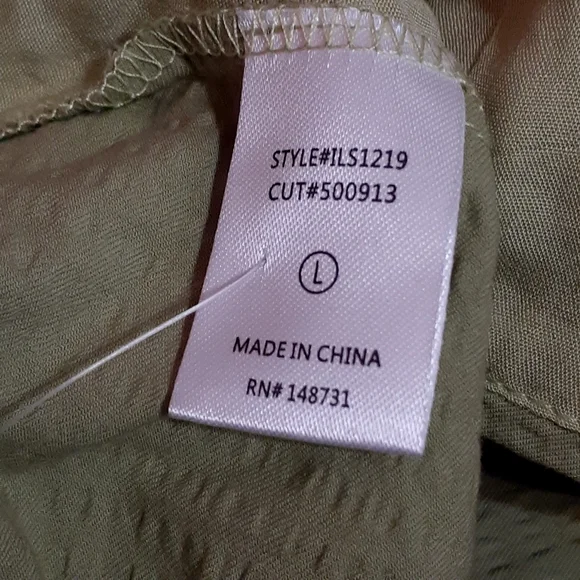 STYLE#ILS1219
CUT#500913
L
MADE IN CHINA
RN# 148731